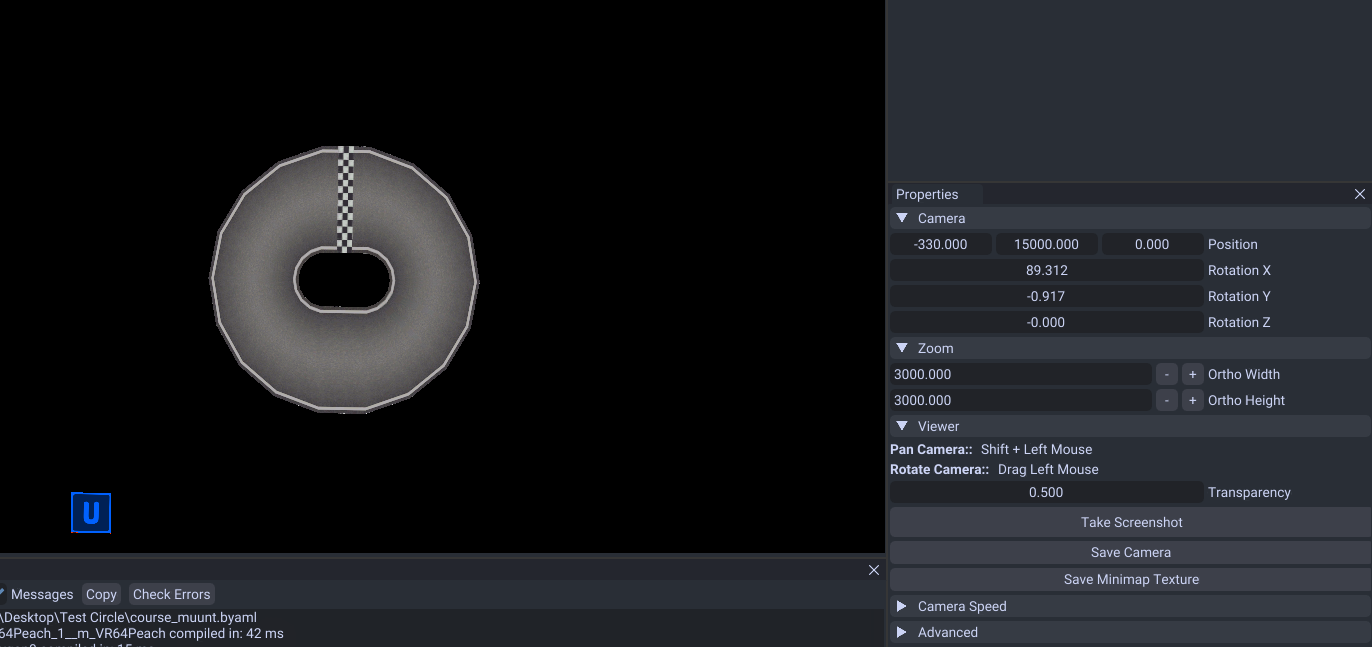 Properties
Camera
-330.000 15000.000 0.000 Position
89.312 Rotation X
-0.917 Rotation Y
-0.000 Rotation Z
Zoom
3000.000 - + Ortho Width
3000.000 - + Ortho Height
Viewer
Pan Camera:: Shift + Left Mouse
Rotate Camera:: Drag Left Mouse
0.500 Transparency
Take Screenshot
Save Camera
Save Minimap Texture
Camera Speed
Advanced
U
Messages Copy Check Errors
\Desktop\Test Circle\course_muunt.byaml
64Peach_1__m_VR64Peach compiled in: 42 ms